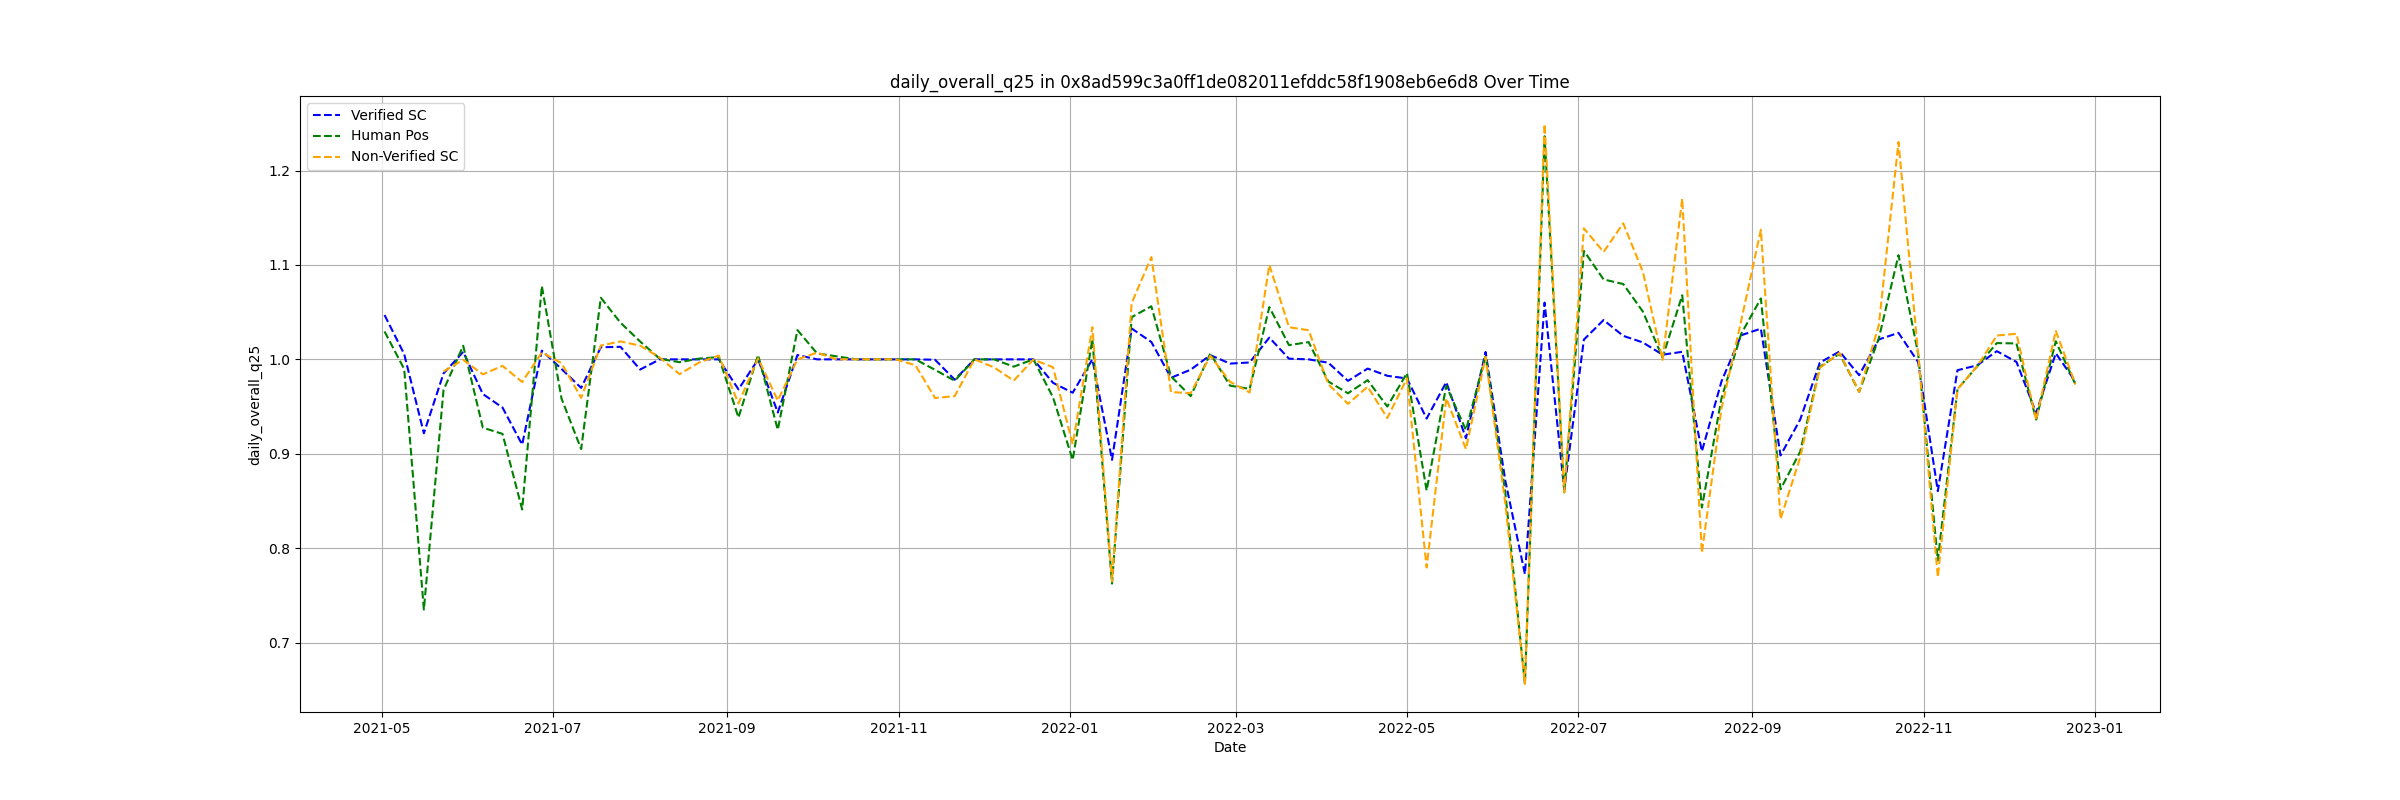 daily_overall_q25 in 0x8ad599c3a0ff1de082011efddc58f1908eb6e6d8 Over Time
Verified SC
Human Pos
Non-Verified SC
daily_overall_q25
1.2
1.1
1.0
0.9
0.8
0.7
2021-05
2021-07
2021-09
2021-11
2022-01
2022-03
2022-05
2022-07
2022-09
2022-11
2023-01
Date